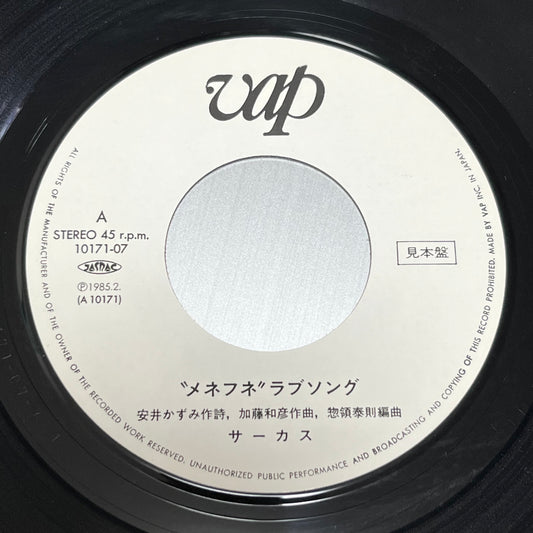 vap
A
STEREO 45 r.p.m.
10171-07
JASRAC
Ⓟ1985.2.
(A 10171)
見本盤
〝メネフネ〟ラブソング
安井かずみ作詩, 加藤和彦作曲, 惣領泰則編曲
サーカス
ALL RIGHTS OF THE MANUFACTURER AND OF THE OWNER OF THE RECORDED WORK RESERVED. UNAUTHORIZED PUBLIC PERFORMANCE AND BROADCASTING AND COPYING OF THIS RECORD PROHIBITED. MADE BY VAP INC IN JAPAN.